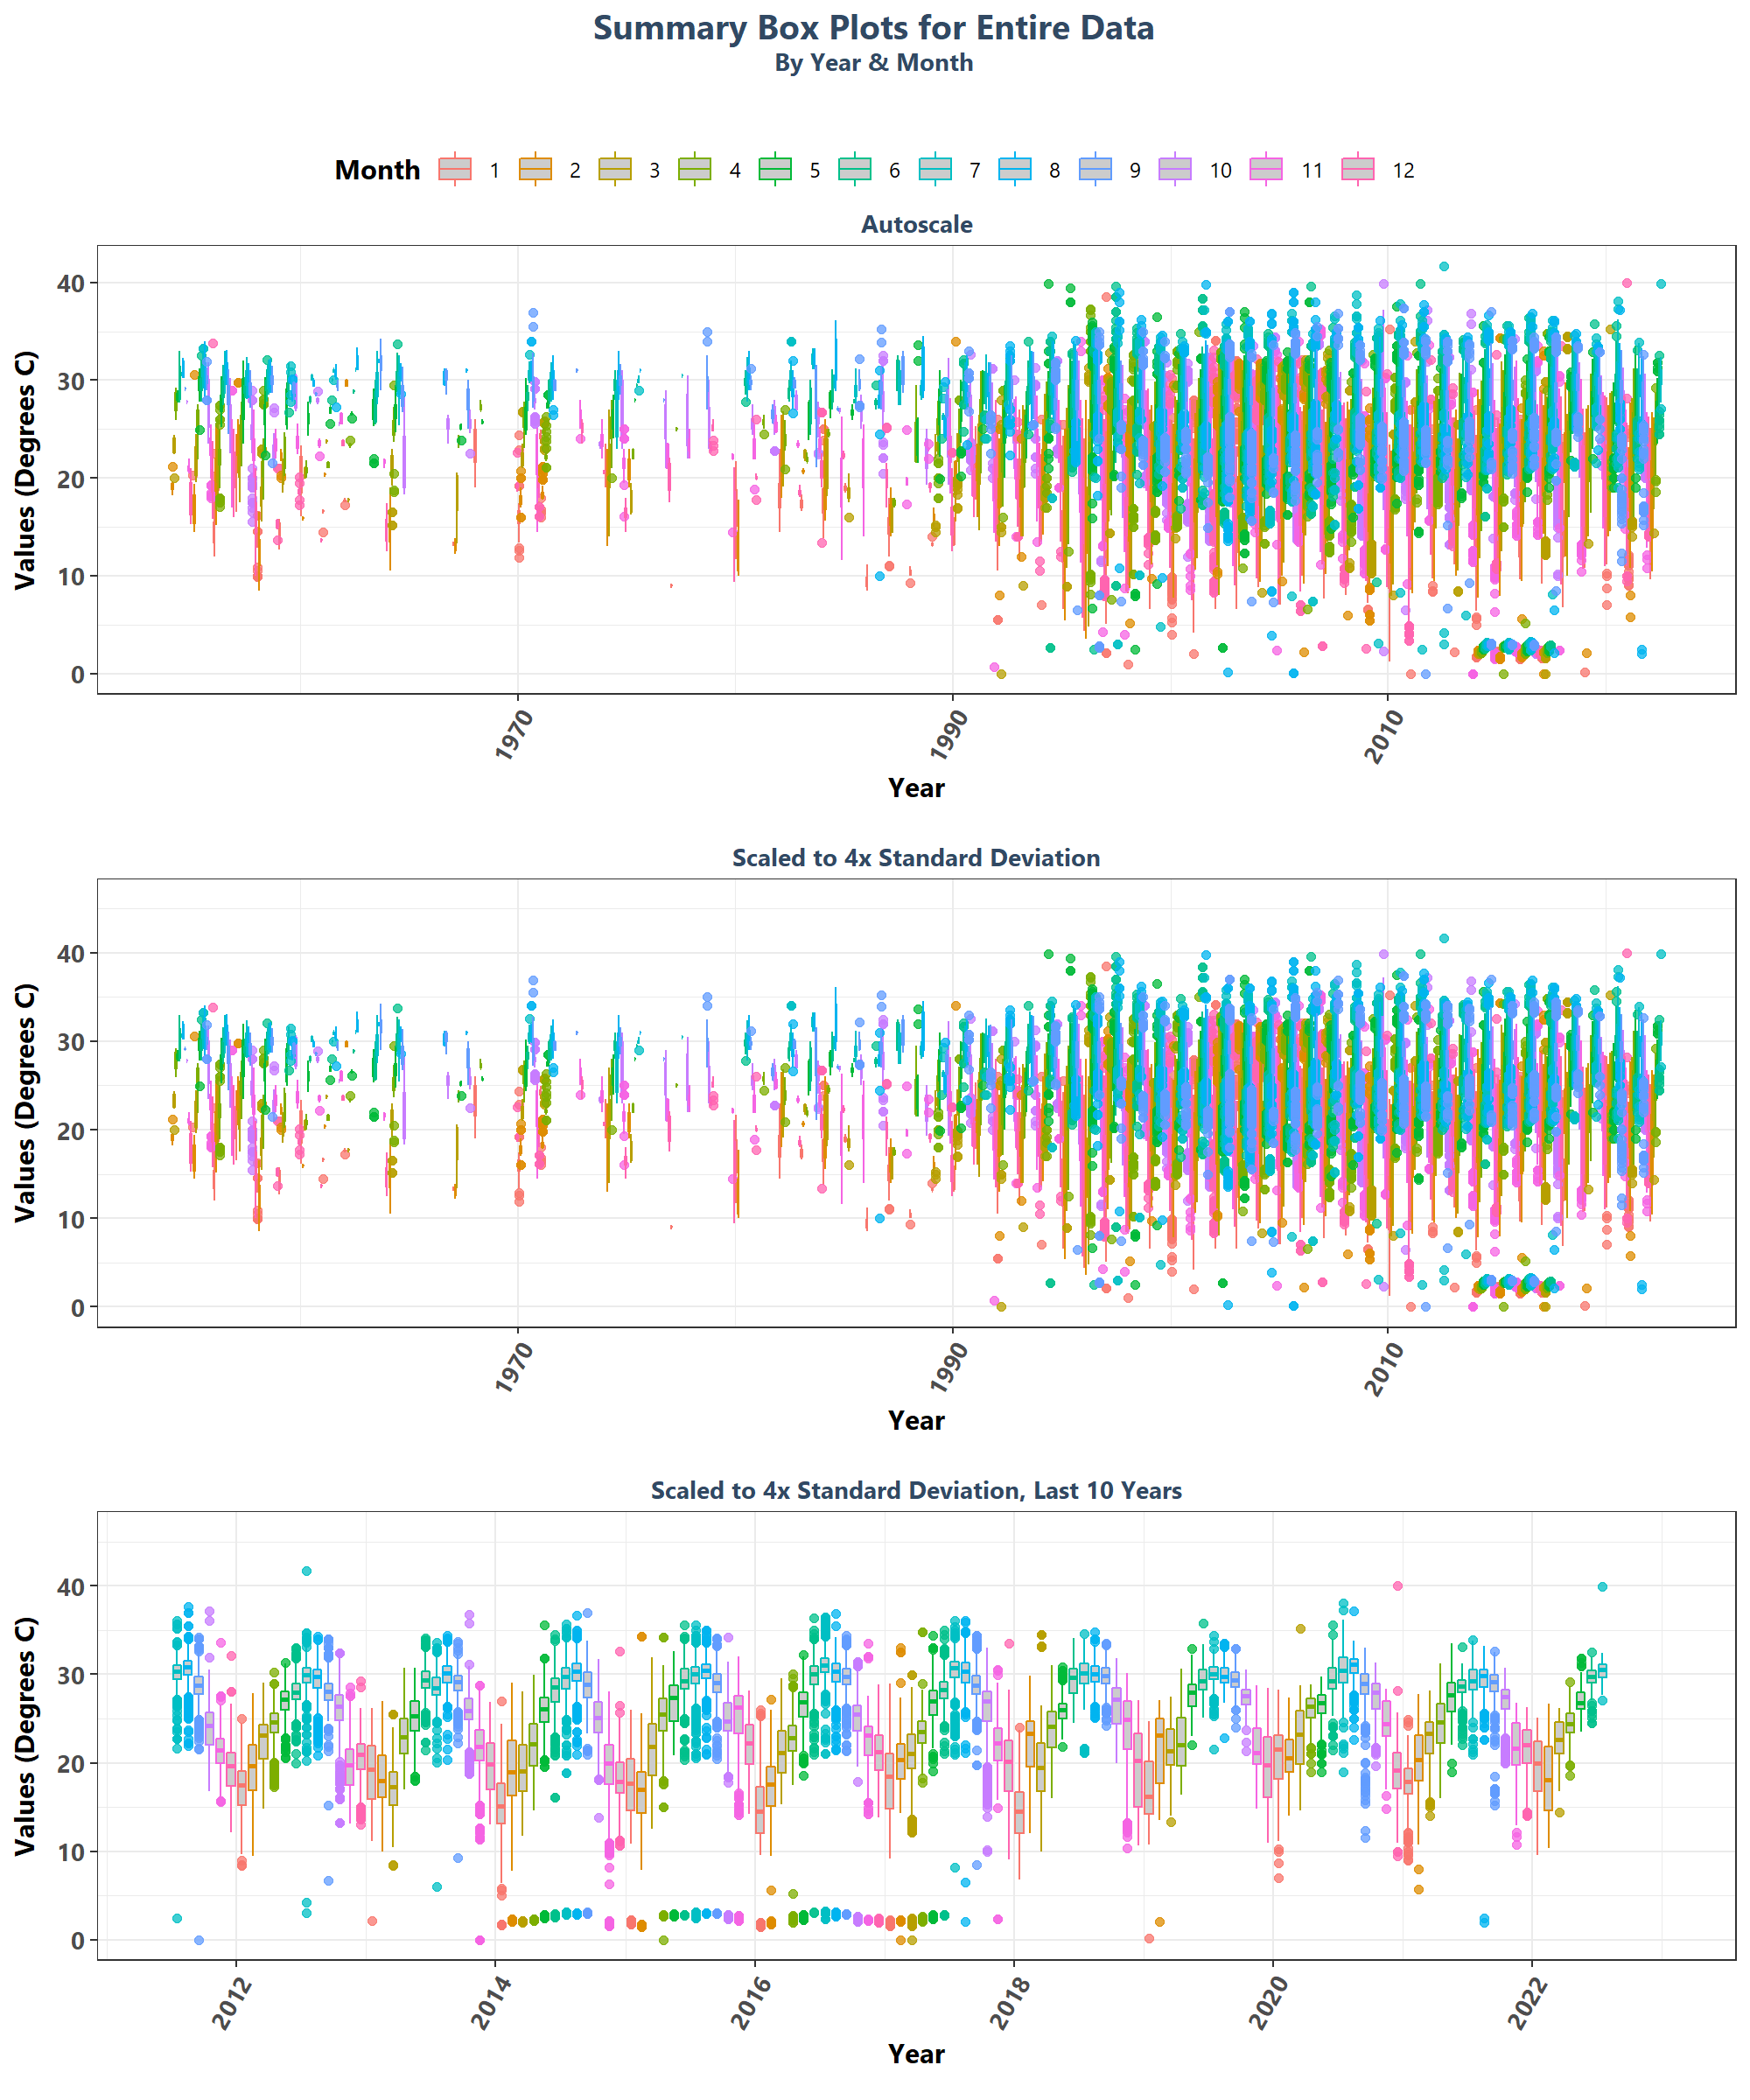 Summary Box Plots for Entire Data
By Year & Month
Month 1 2 3 4 5 6 7 8 9 10 11 12
Autoscale
Values (Degrees C)
40
30
20
10
0
1970 1990 2010
Year
Scaled to 4x Standard Deviation
Values (Degrees C)
40
30
20
10
0
1970 1990 2010
Year
Scaled to 4x Standard Deviation, Last 10 Years
Values (Degrees C)
40
30
20
10
0
2012 2014 2016 2018 2020 2022
Year